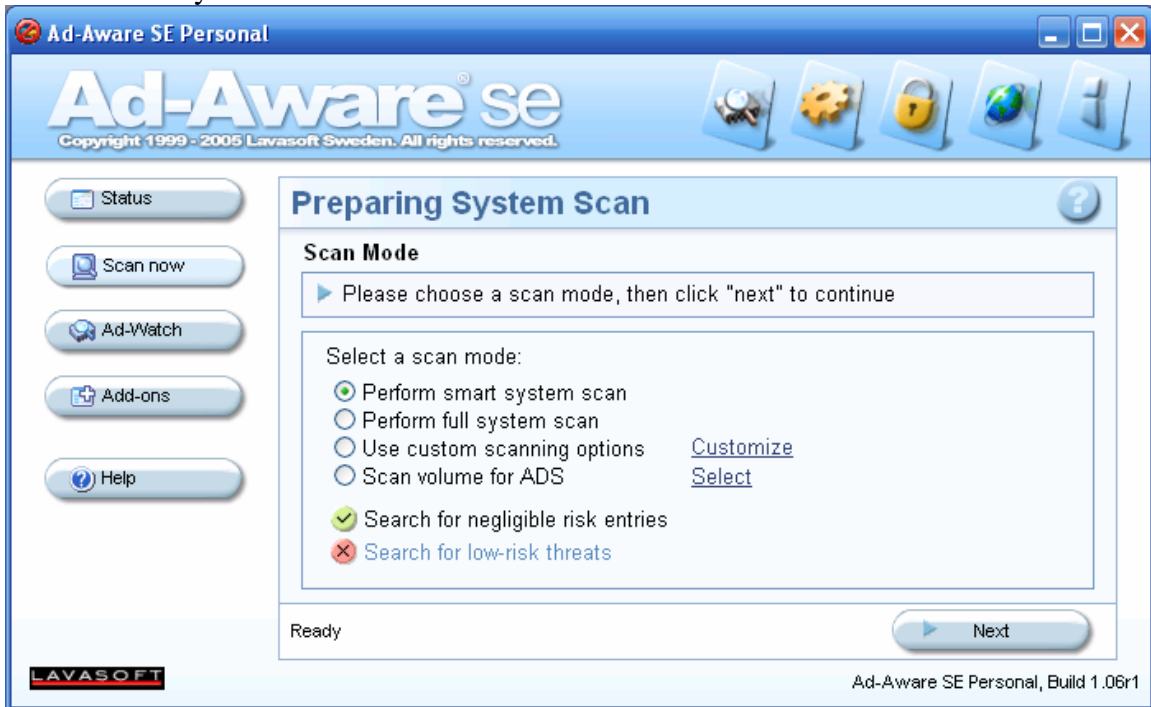 Ad-Aware SE Personal
Ad-Aware® se
Copyright 1999 - 2005 Lavasoft Sweden. All rights reserved.
Status
Scan now
Ad-Watch
Add-ons
Help
Preparing System Scan
Scan Mode
Please choose a scan mode, then click "next" to continue
Select a scan mode:
Perform smart system scan
Perform full system scan
Use custom scanning options Customize
Scan volume for ADS Select
Search for negligible risk entries
Search for low-risk threats
Ready
Next
LAVASOFT
Ad-Aware SE Personal, Build 1.06r1